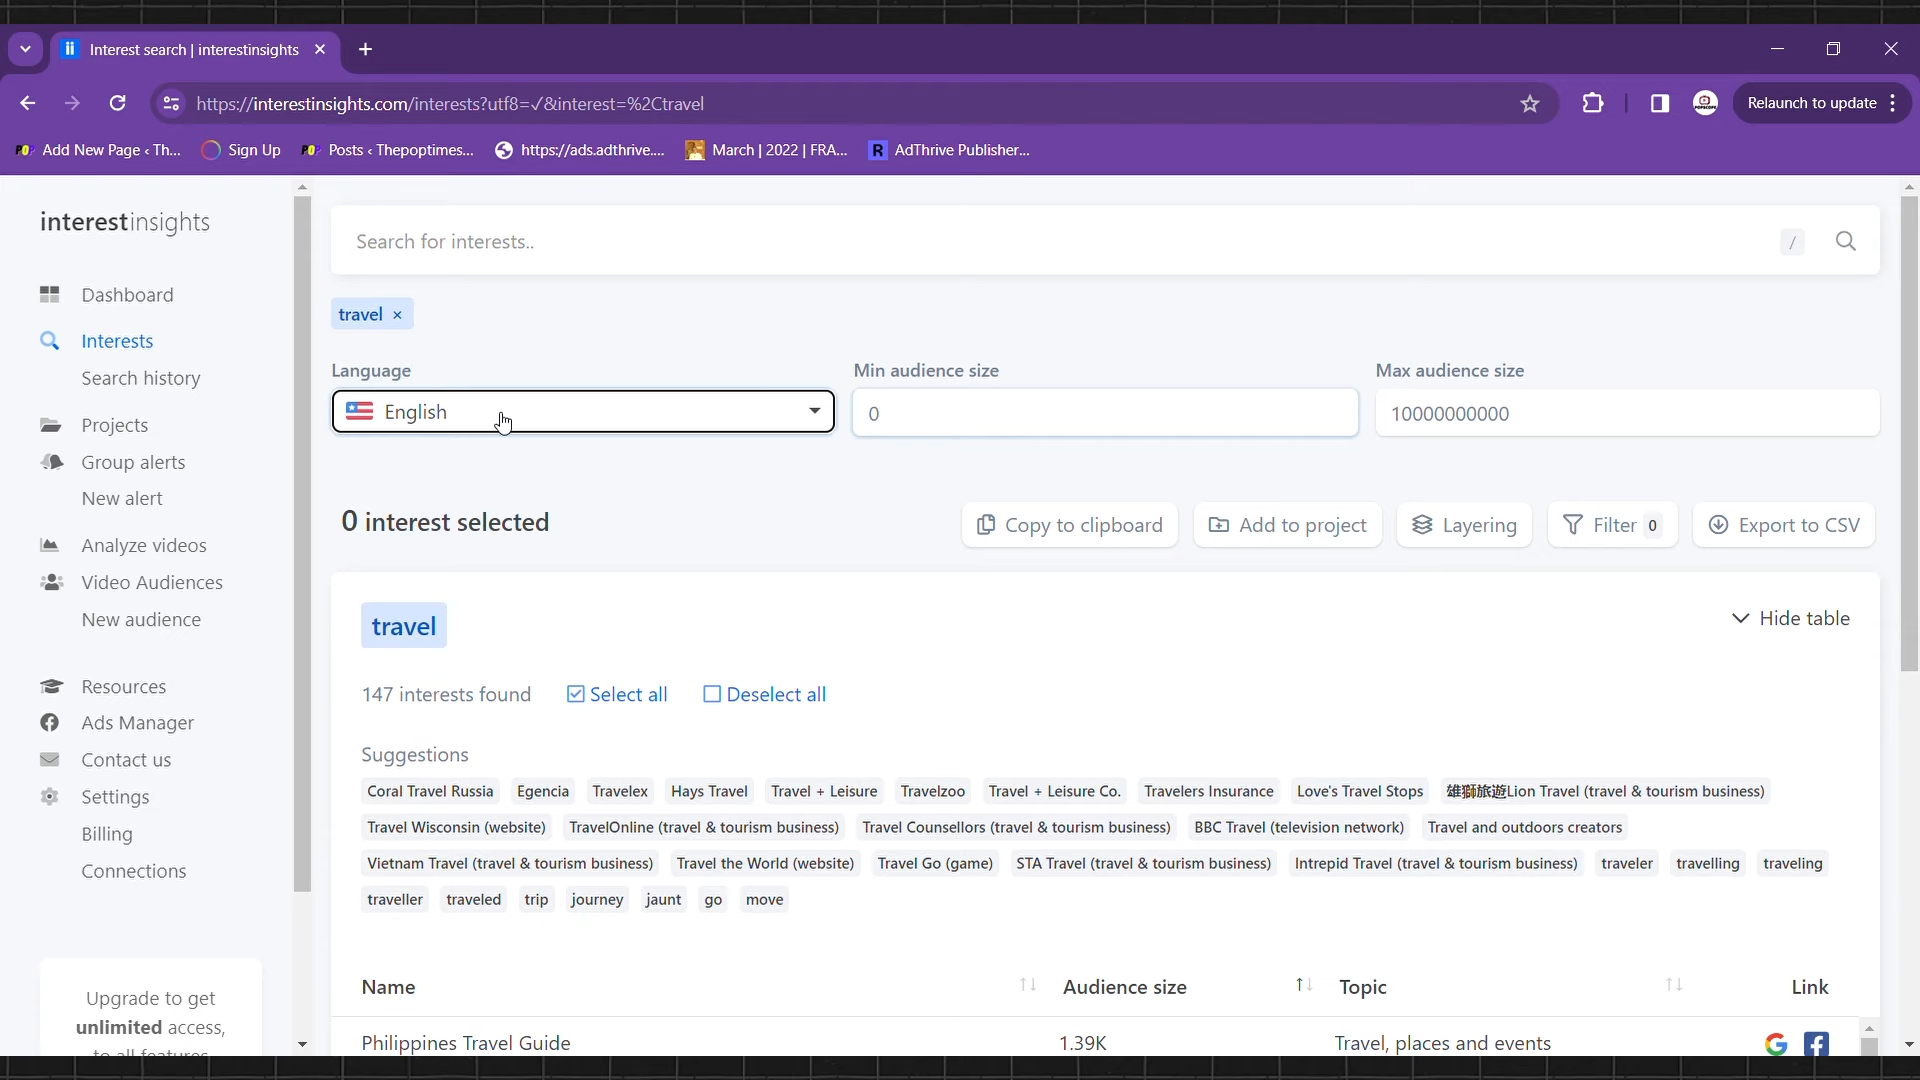 Interest search | interestinsights
https://interestinsights.com/interests?utf8=✓&interest=%2Ctravel
Relaunch to update
Add New Page ‹ Th...
Sign Up
Posts ‹ Thepoptimes...
https://ads.adthrive....
March | 2022 | FRA...
AdThrive Publisher...
interestinsights
Dashboard
Interests
Search history
Projects
Group alerts
New alert
Analyze videos
Video Audiences
New audience
Resources
Ads Manager
Contact us
Settings
Billing
Connections
Upgrade to get
unlimited access,
to all features
Search for interests..
/
travel ×
Language
Min audience size
Max audience size
English
0
10000000000
0 interest selected
Copy to clipboard
Add to project
Layering
Filter 0
Export to CSV
travel
Hide table
147 interests found
Select all
Deselect all
Suggestions
Coral Travel Russia Egencia Travelex Hays Travel Travel + Leisure Travelzoo Travel + Leisure Co. Travelers Insurance Love's Travel Stops 雄獅旅遊Lion Travel (travel & tourism business)
Travel Wisconsin (website) TravelOnline (travel & tourism business) Travel Counsellors (travel & tourism business) BBC Travel (television network) Travel and outdoors creators
Vietnam Travel (travel & tourism business) Travel the World (website) Travel Go (game) STA Travel (travel & tourism business) Intrepid Travel (travel & tourism business) traveler travelling traveling
traveller traveled trip journey jaunt go move
Name Audience size Topic Link
Philippines Travel Guide 1.39K Travel, places and events